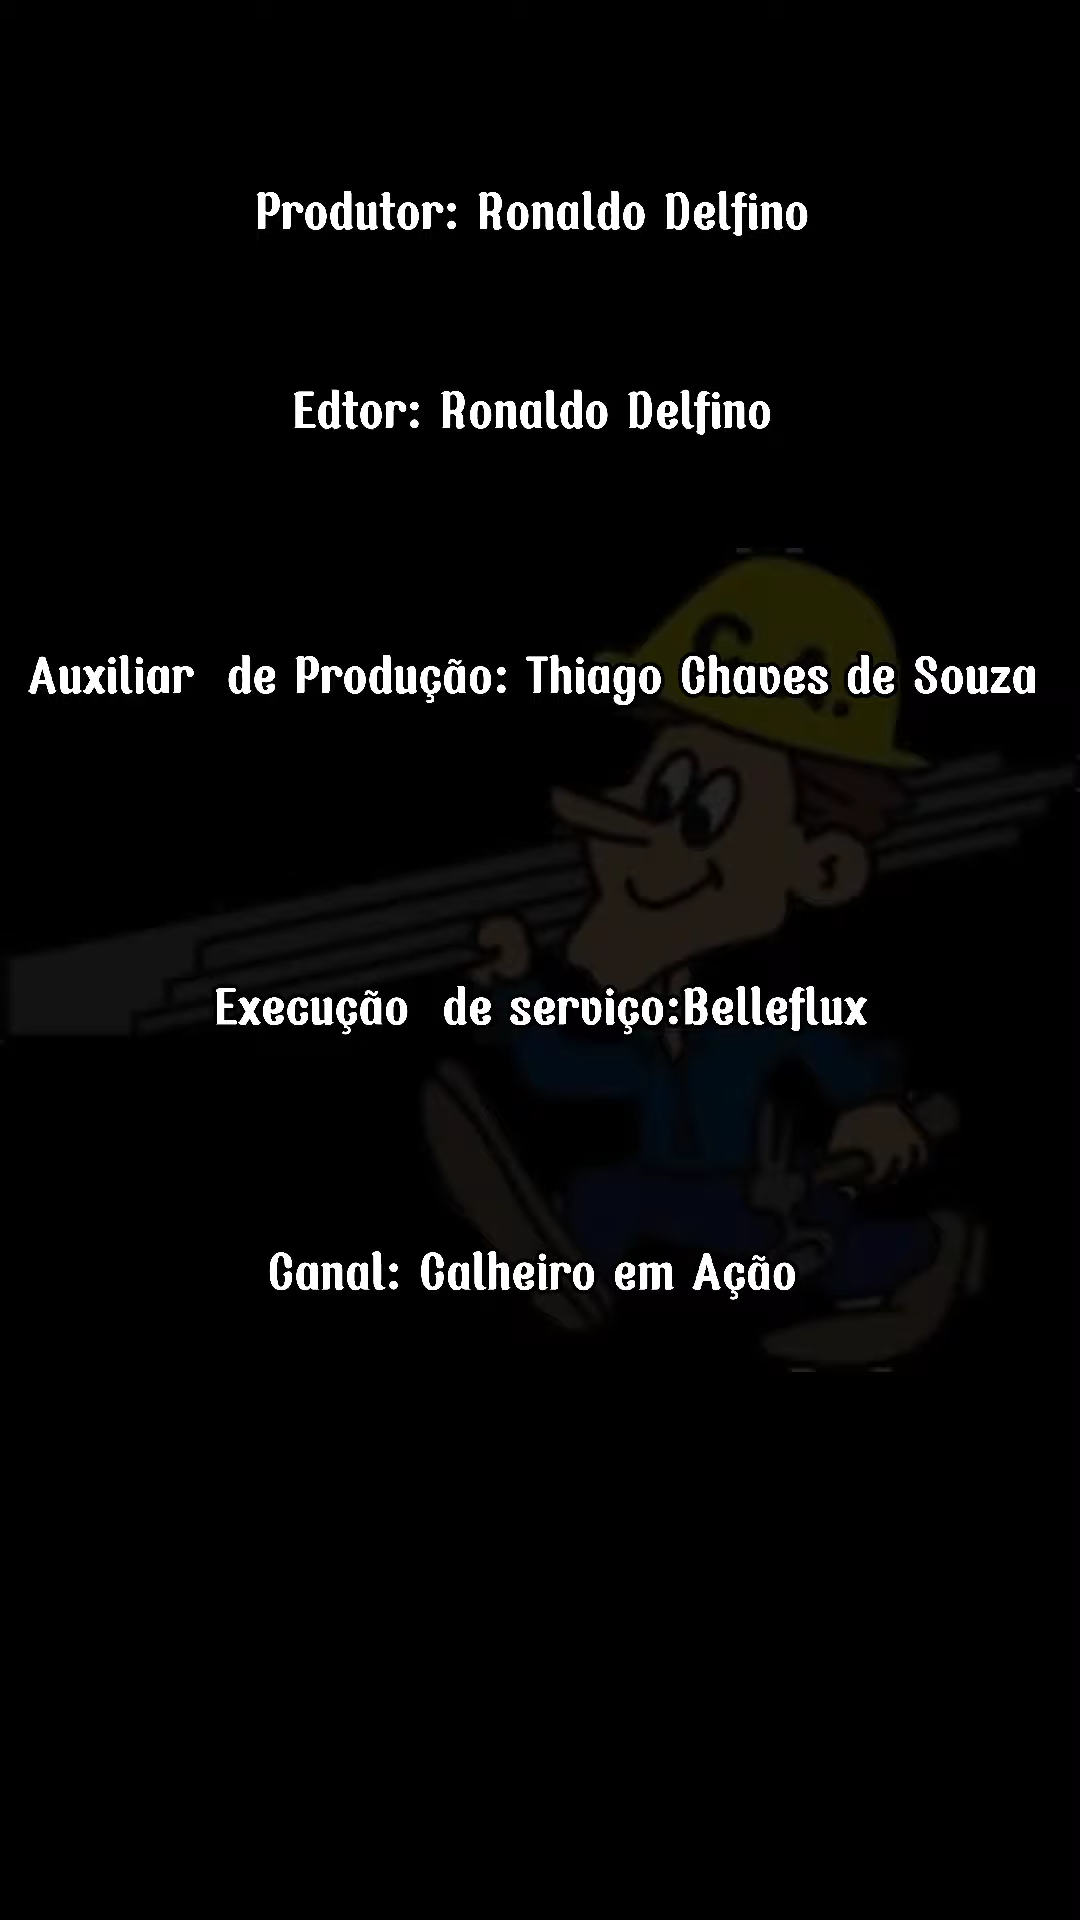 Produtor: Ronaldo Delfino
Edtor: Ronaldo Delfino
C.A.
Auxiliar  de Produção: Thiago Chaves de Souza
Execução  de serviço:Belleflux
Canal: Calheiro em Ação